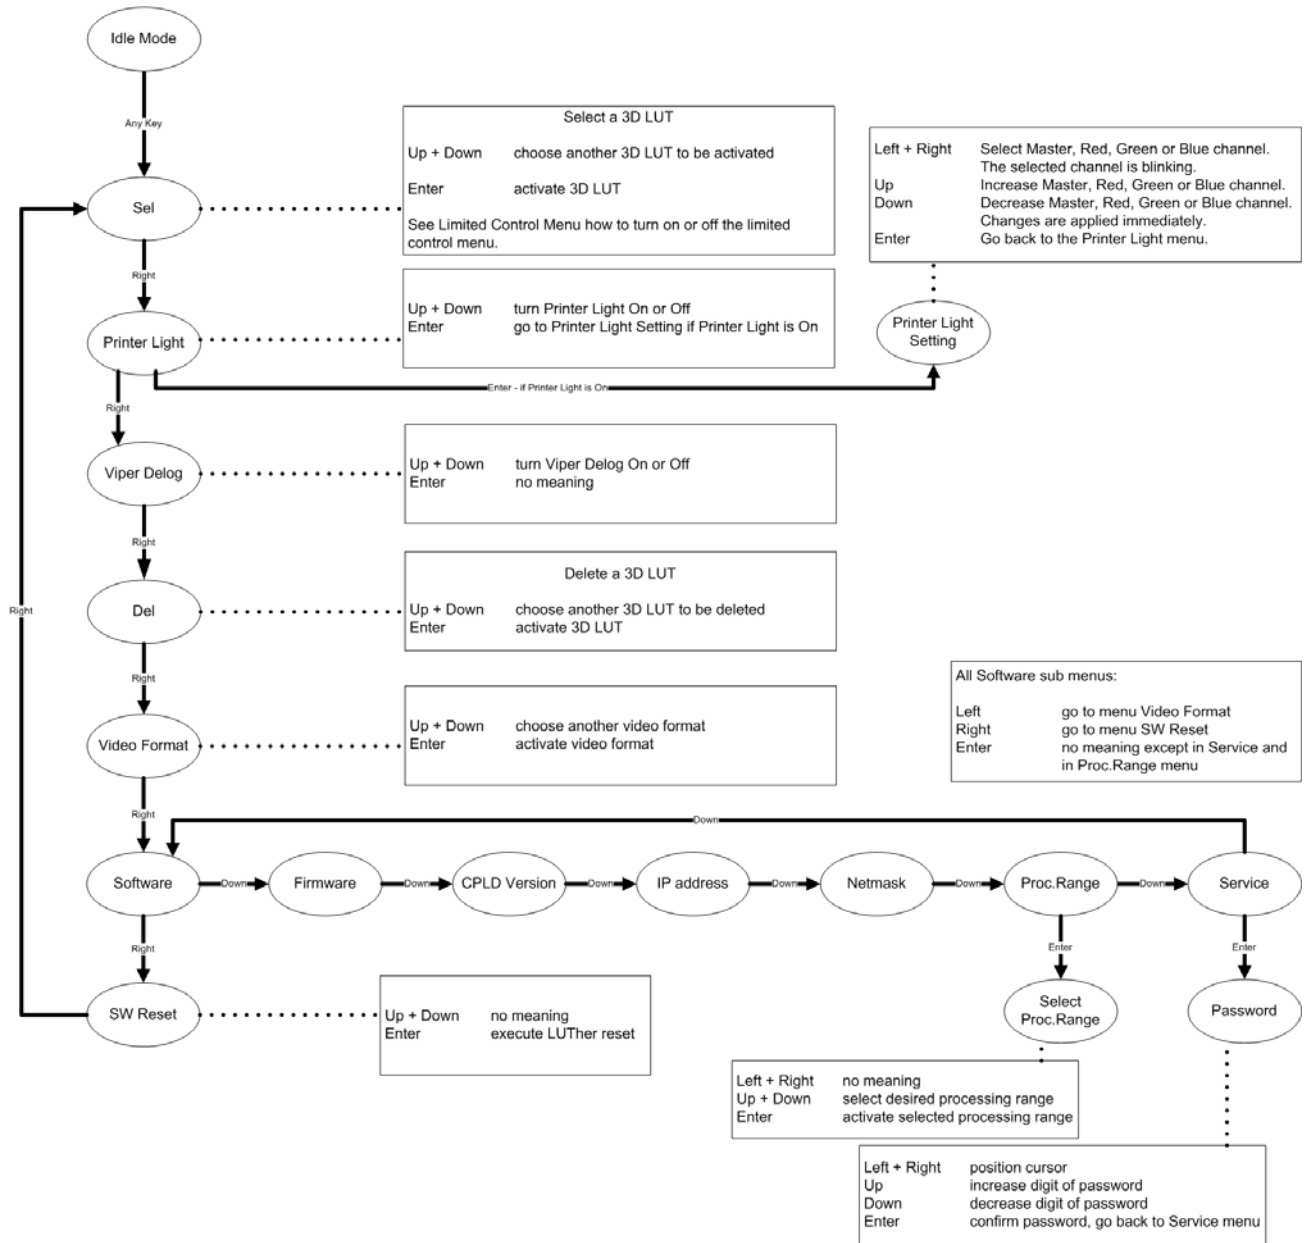 Idle Mode
Any Key
Select a 3D LUT
Up + Down choose another 3D LUT to be activated
Enter activate 3D LUT
See Limited Control Menu how to turn on or off the limited
control menu.
Sel
Left + Right Select Master, Red, Green or Blue channel.
The selected channel is blinking.
Up Increase Master, Red, Green or Blue channel.
Down Decrease Master, Red, Green or Blue channel.
Changes are applied immediately.
Enter Go back to the Printer Light menu.
Right
Up + Down turn Printer Light On or Off
Enter go to Printer Light Setting if Printer Light is On
Printer Light
Printer Light
Setting
Enter - if Printer Light is On
Right
Up + Down turn Viper Delog On or Off
Enter no meaning
Viper Delog
Right
Delete a 3D LUT
Up + Down choose another 3D LUT to be deleted
Enter activate 3D LUT
Del
Right
Right
Up + Down choose another video format
Enter activate video format
Video Format
All Software sub menus:
Left go to menu Video Format
Right go to menu SW Reset
Enter no meaning except in Service and
in Proc.Range menu
Right
Down
Software
Down
Firmware
Down
CPLD Version
Down
IP address
Down
Netmask
Down
Proc.Range
Down
Service
Right
Enter
Enter
SW Reset
Up + Down no meaning
Enter execute LUTher reset
Select
Proc.Range
Password
Left + Right no meaning
Up + Down select desired processing range
Enter activate selected processing range
Left + Right position cursor
Up increase digit of password
Down decrease digit of password
Enter confirm password, go back to Service menu